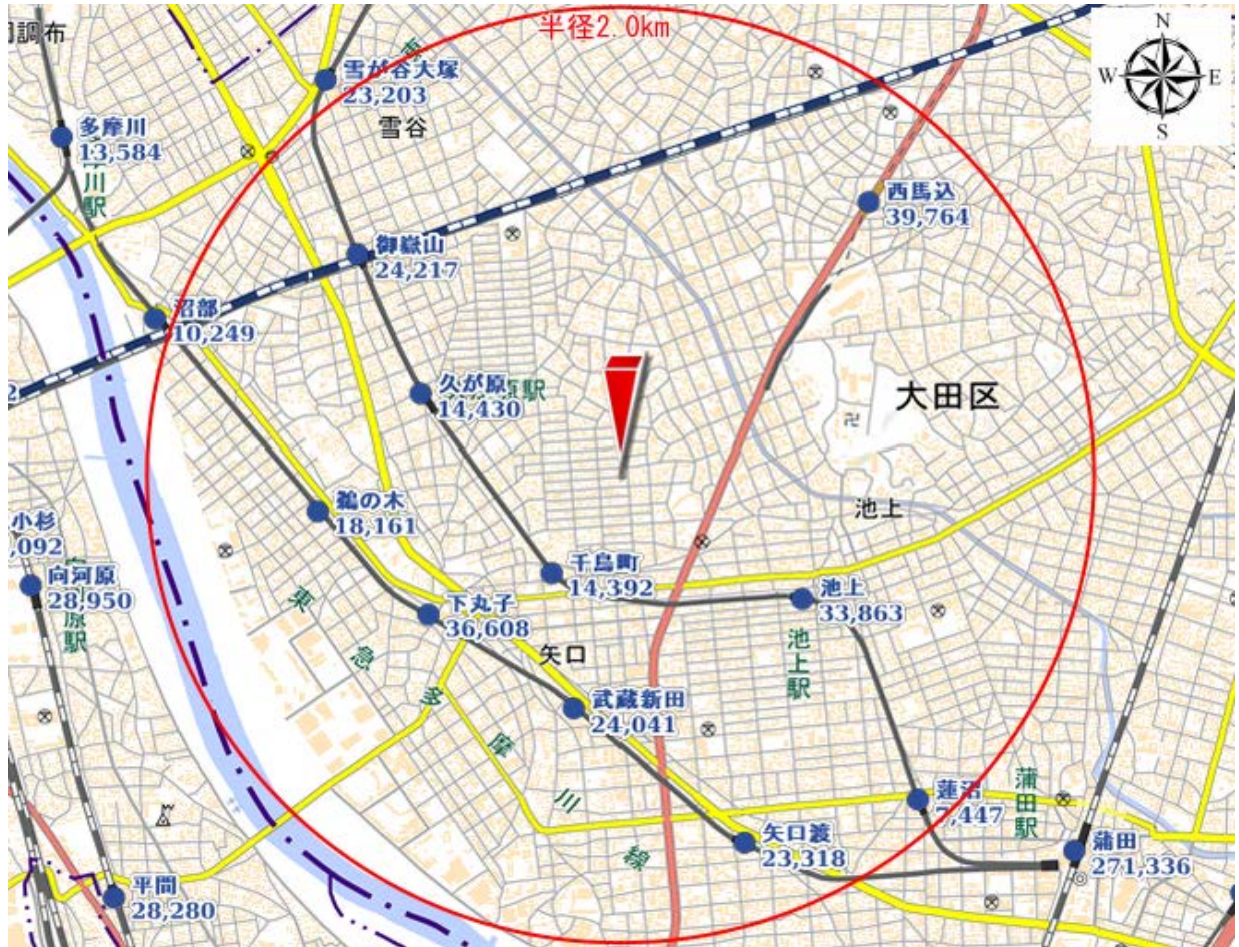 半径2.0km
N
W
E
S
調布
雪が谷大塚
23,203
雪谷
多摩川
13,584
川駅
西馬込
39,764
御嶽山
24,217
沼部
10,249
久が原
原駅
14,430
大田区
鵜の木
18,161
池上
小杉
,092
向河原
28,950
原駅
千鳥町
14,392
池上
33,863
池上駅
下丸子
36,608
矢口
東急多摩川線
武蔵新田
24,041
蓮沼
7,447
蒲田駅
矢口渡
23,318
蒲田
271,336
平間
28,280